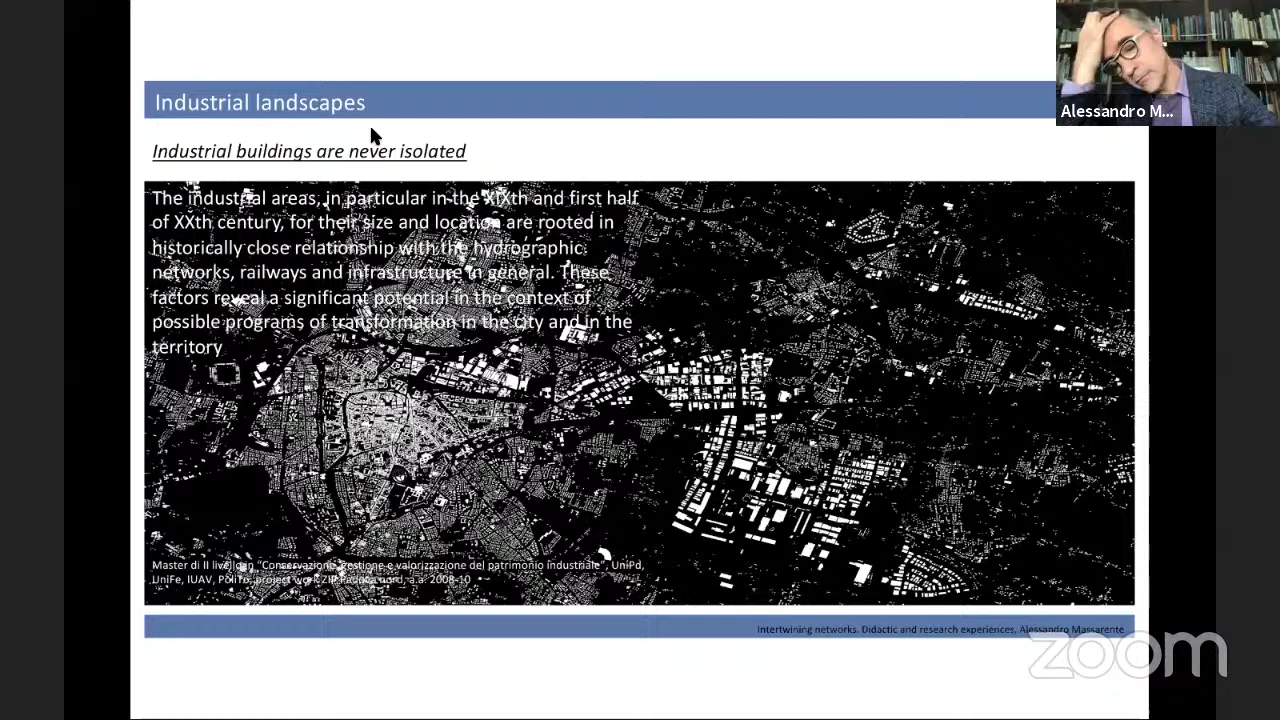 Industrial landscapes
Alessandro M...
Industrial buildings are never isolated
The industrial areas, in particular in the XIXth and first half
of XXth century, for their size and location are rooted in
historically close relationship with the hydrographic
networks, railways and infrastructure in general. These
factors reveal a significant potential in the context of
possible programs of transformation in the city and in the
territory
Master di II livello in "Conservazione, gestione e valorizzazione del patrimonio industriale", UniPd,
UniFe, IUAV, PoliTo, project work ZIP Padova nord, a.a. 2008-10
Intertwining networks. Didactic and research experiences, Alessandro Massarente
zoom